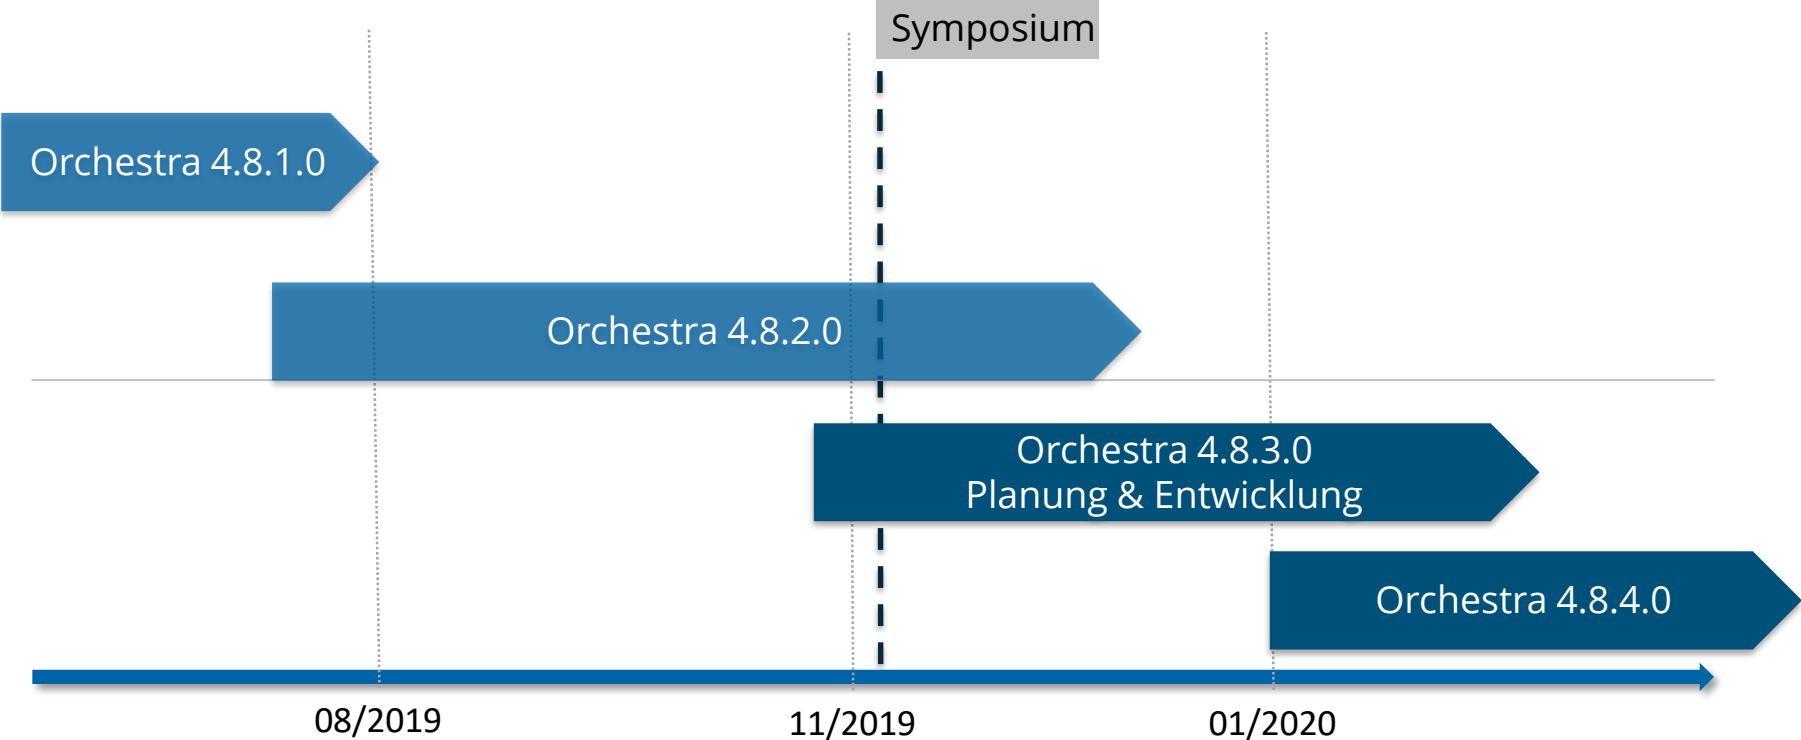 Symposium
Orchestra 4.8.1.0
Orchestra 4.8.2.0
Orchestra 4.8.3.0
Planung & Entwicklung
Orchestra 4.8.4.0
08/2019
11/2019
01/2020